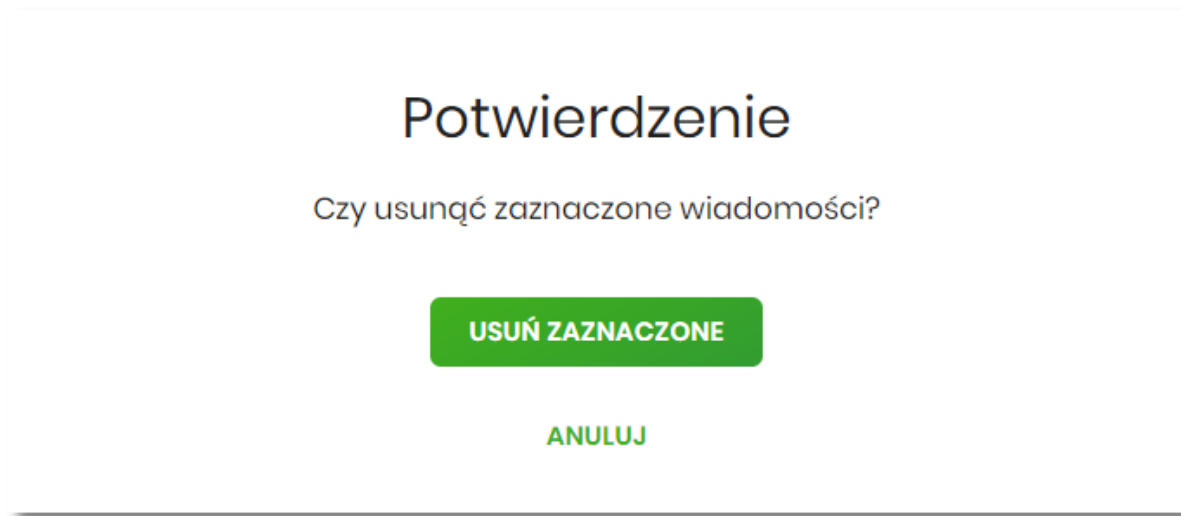 Potwierdzenie
Czy usunąć zaznaczone wiadomości?
USUŃ ZAZNACZONE
ANULUJ